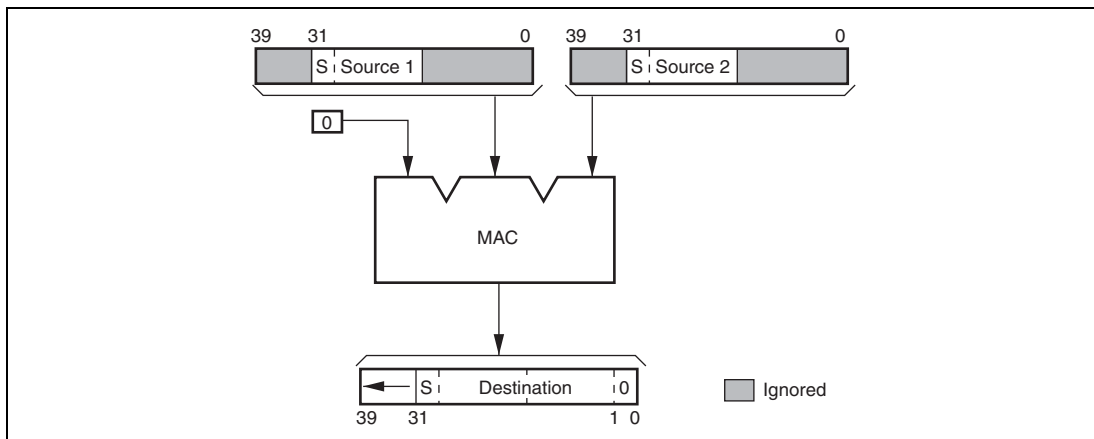 39 31 0 39 31 0
S Source 1 S Source 2
0
MAC
S Destination 0
Ignored
39 31 1 0